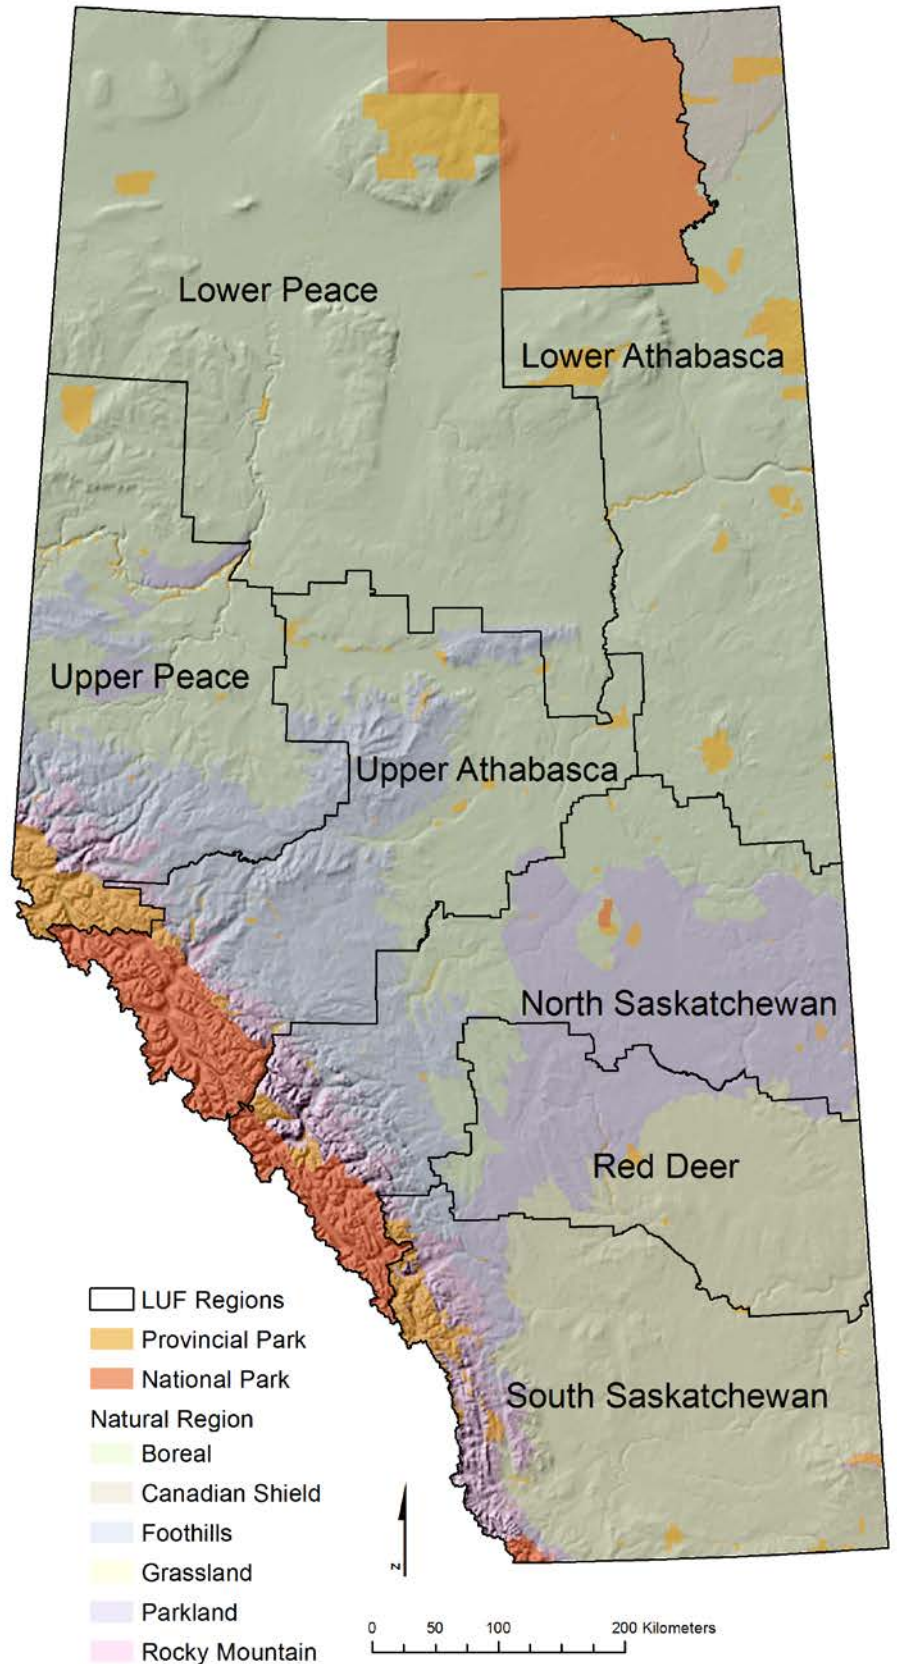 Lower Peace
Lower Athabasca
Upper Peace
Upper Athabasca
North Saskatchewan
Red Deer
South Saskatchewan
LUF Regions
Provincial Park
National Park
Natural Region
Boreal
Canadian Shield
Foothills
Grassland
Parkland
Rocky Mountain
N
0 50 100 200 Kilometers